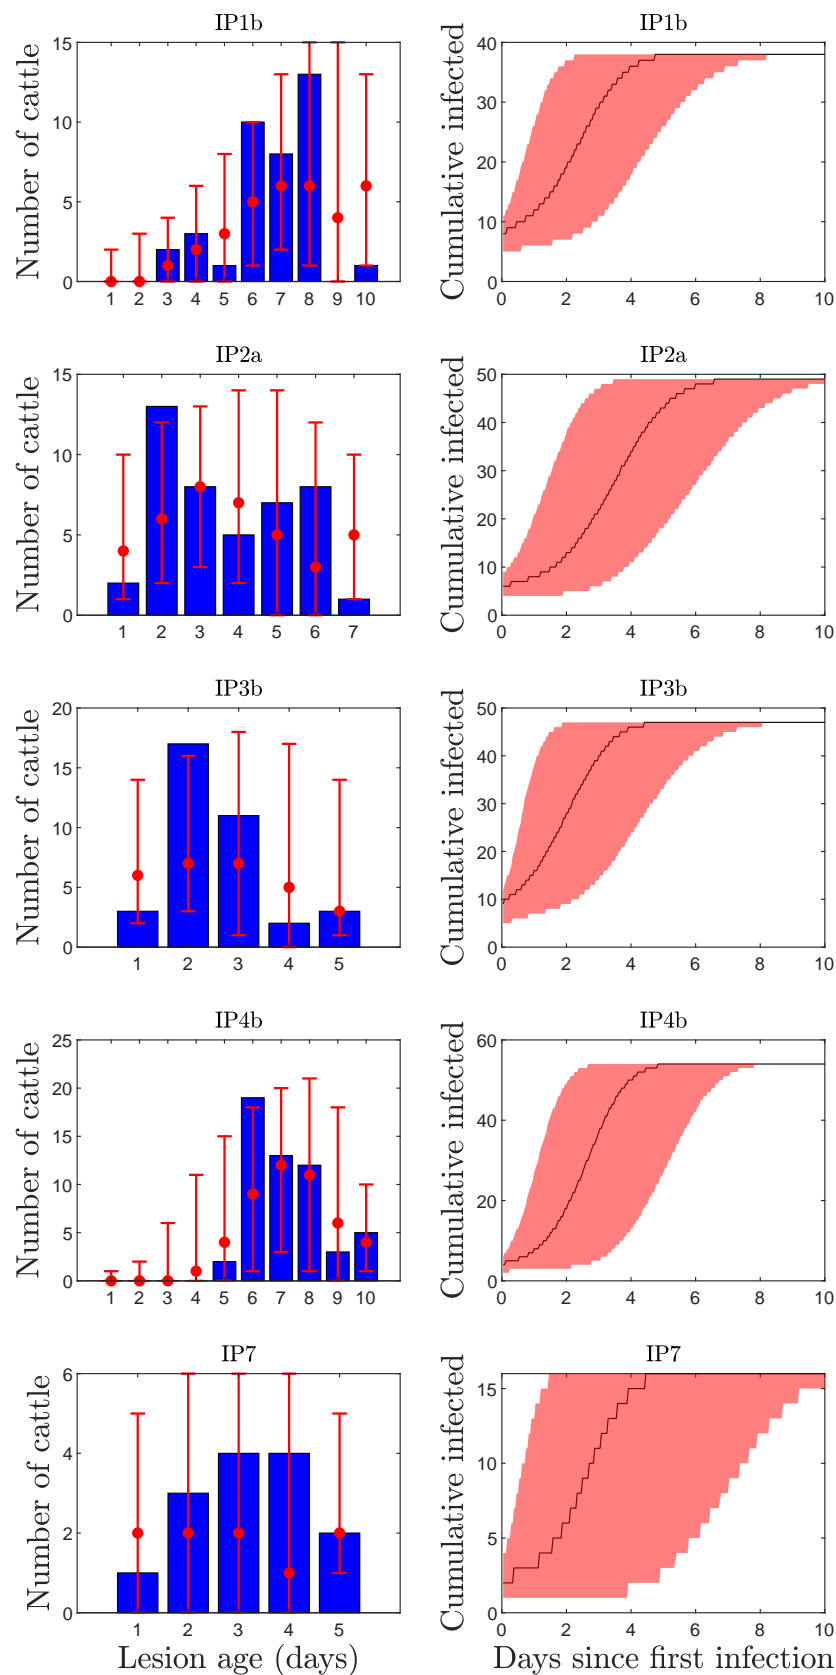 IP1b
IP1b
Number of cattle
15
10
5
0
1 2 3 4 5 6 7 8 9 10
Cumulative infected
40
30
20
10
0
0 2 4 6 8 10
IP2a
IP2a
Number of cattle
15
10
5
0
1 2 3 4 5 6 7
Cumulative infected
50
40
30
20
10
0
0 2 4 6 8 10
IP3b
IP3b
Number of cattle
20
15
10
5
0
1 2 3 4 5
Cumulative infected
50
40
30
20
10
0
0 2 4 6 8 10
IP4b
IP4b
Number of cattle
25
20
15
10
5
0
1 2 3 4 5 6 7 8 9 10
Cumulative infected
60
40
20
0
0 2 4 6 8 10
IP7
IP7
Number of cattle
6
4
2
0
1 2 3 4 5
Lesion age (days)
Cumulative infected
15
10
5
0
0 2 4 6 8 10
Days since first infection